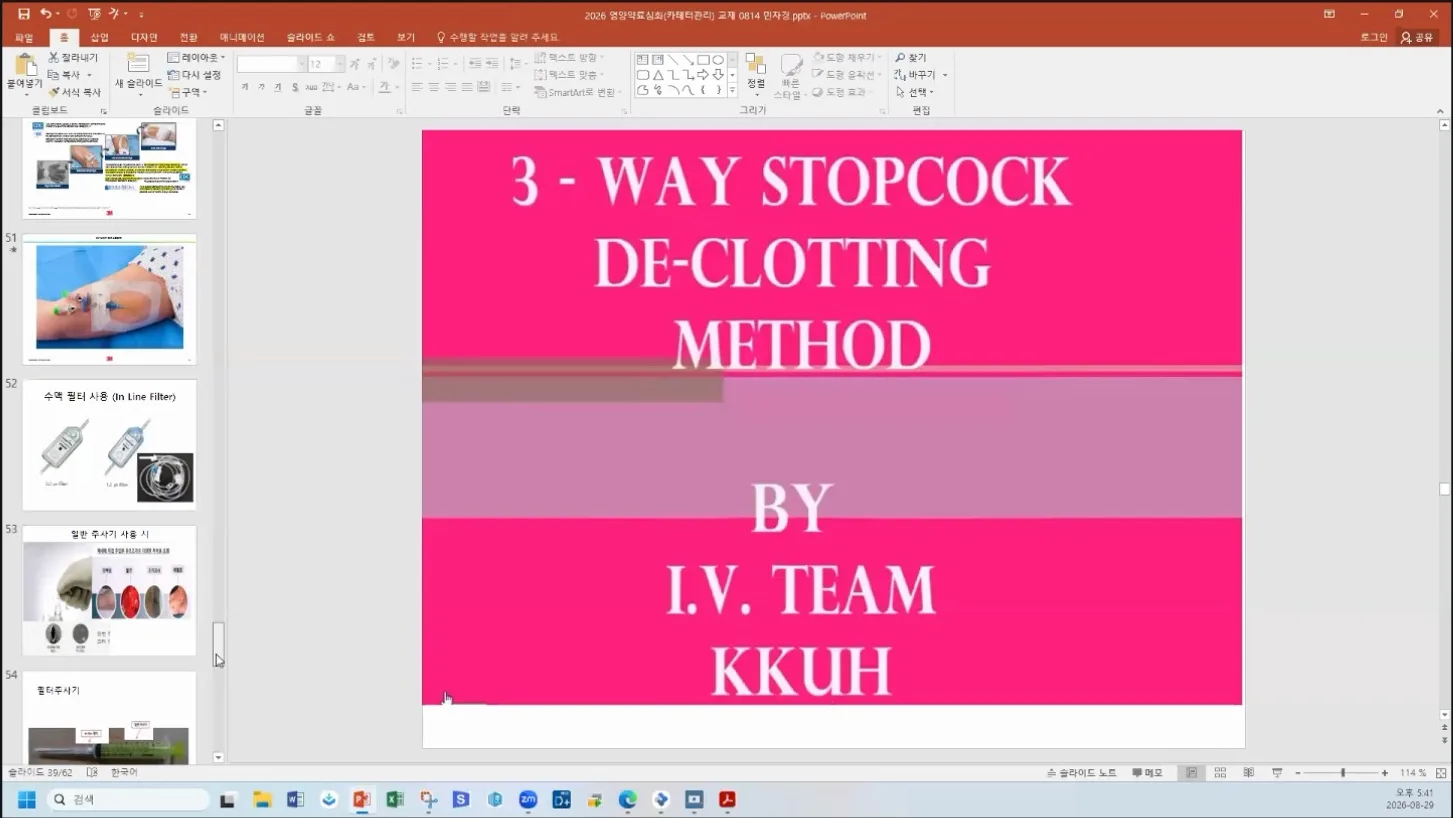 2026 영양약료심화(카테터관리) 교재 0814 민자경.pptx - PowerPoint
파일 홈 삽입 디자인 전환 애니메이션 슬라이드 쇼 검토 보기 수행할 작업을 알려 주세요. 로그인 공유
붙여넣기 잘라내기 복사 서식 복사 클립보드
새 슬라이드 레이아웃 다시 설정 구역 슬라이드
12 가 가 가 S abc Aa 가 글꼴
텍스트 방향 텍스트 맞춤 SmartArt로 변환 단락
정렬 빠른 스타일 도형 채우기 도형 윤곽선 도형 효과 그리기
찾기 바꾸기 선택 편집
51
52
수액 필터 사용 (In Line Filter)
53
일반 주사기 사용 시
54
필터주사기
3 - WAY STOPCOCK
DE-CLOTTING
METHOD
BY
I.V. TEAM
KKUH
슬라이드 39/62 한국어 슬라이드 노트 메모 114 %
검색
오후 5:41
2026-08-29